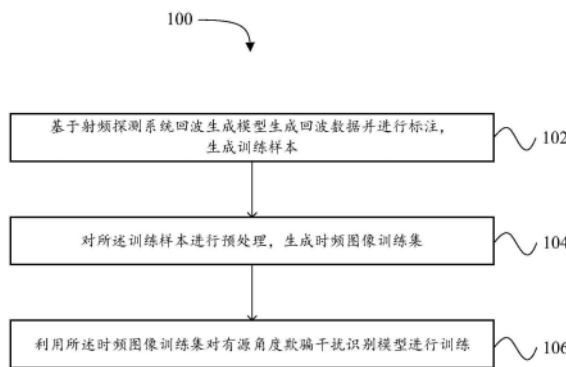 100
基于射频探测系统回波生成模型生成回波数据并进行标注,
生成训练样本
102
对所述训练样本进行预处理，生成时频图像训练集
104
利用所述时频图像训练集对有源角度欺骗干扰识别模型进行训练
106